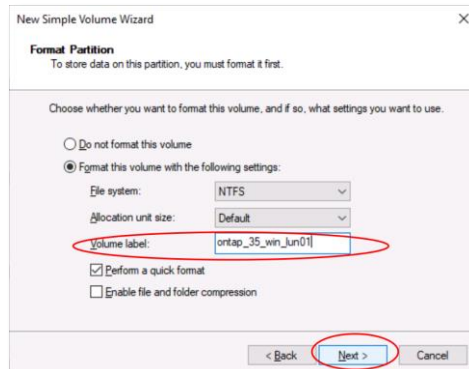 New Simple Volume Wizard
Format Partition
To store data on this partition, you must format it first.
Choose whether you want to format this volume, and if so, what settings you want to use.
Do not format this volume
Format this volume with the following settings:
File system: NTFS
Allocation unit size: Default
Volume label: ontap_35_win_lun01
Perform a quick format
Enable file and folder compression
< Back Next > Cancel